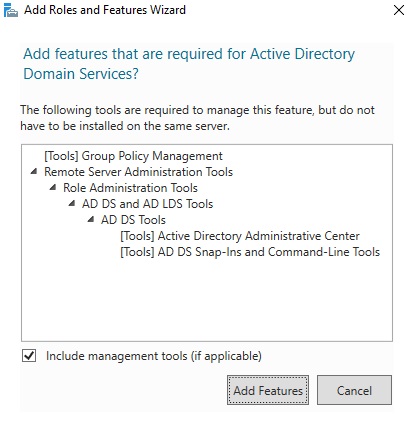 Add Roles and Features Wizard
Add features that are required for Active Directory
Domain Services?
The following tools are required to manage this feature, but do not
have to be installed on the same server.
[Tools] Group Policy Management
Remote Server Administration Tools
Role Administration Tools
AD DS and AD LDS Tools
AD DS Tools
[Tools] Active Directory Administrative Center
[Tools] AD DS Snap-Ins and Command-Line Tools
Include management tools (if applicable)
Add Features
Cancel